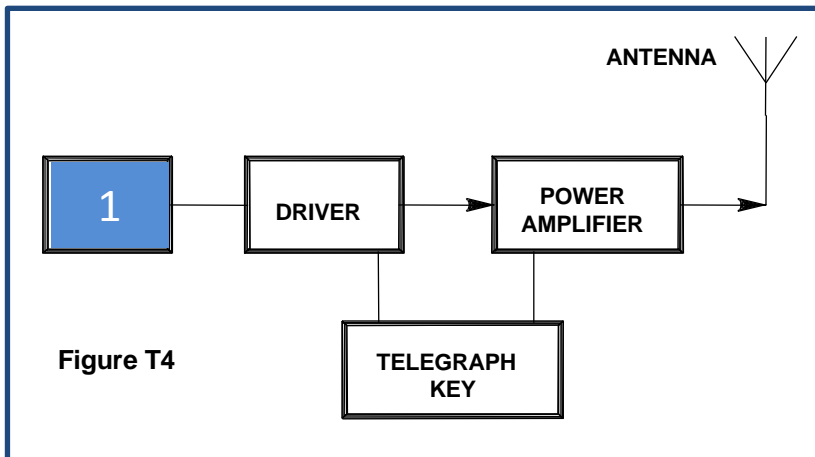 ANTENNA
1
DRIVER
POWER
AMPLIFIER
Figure T4
TELEGRAPH
KEY